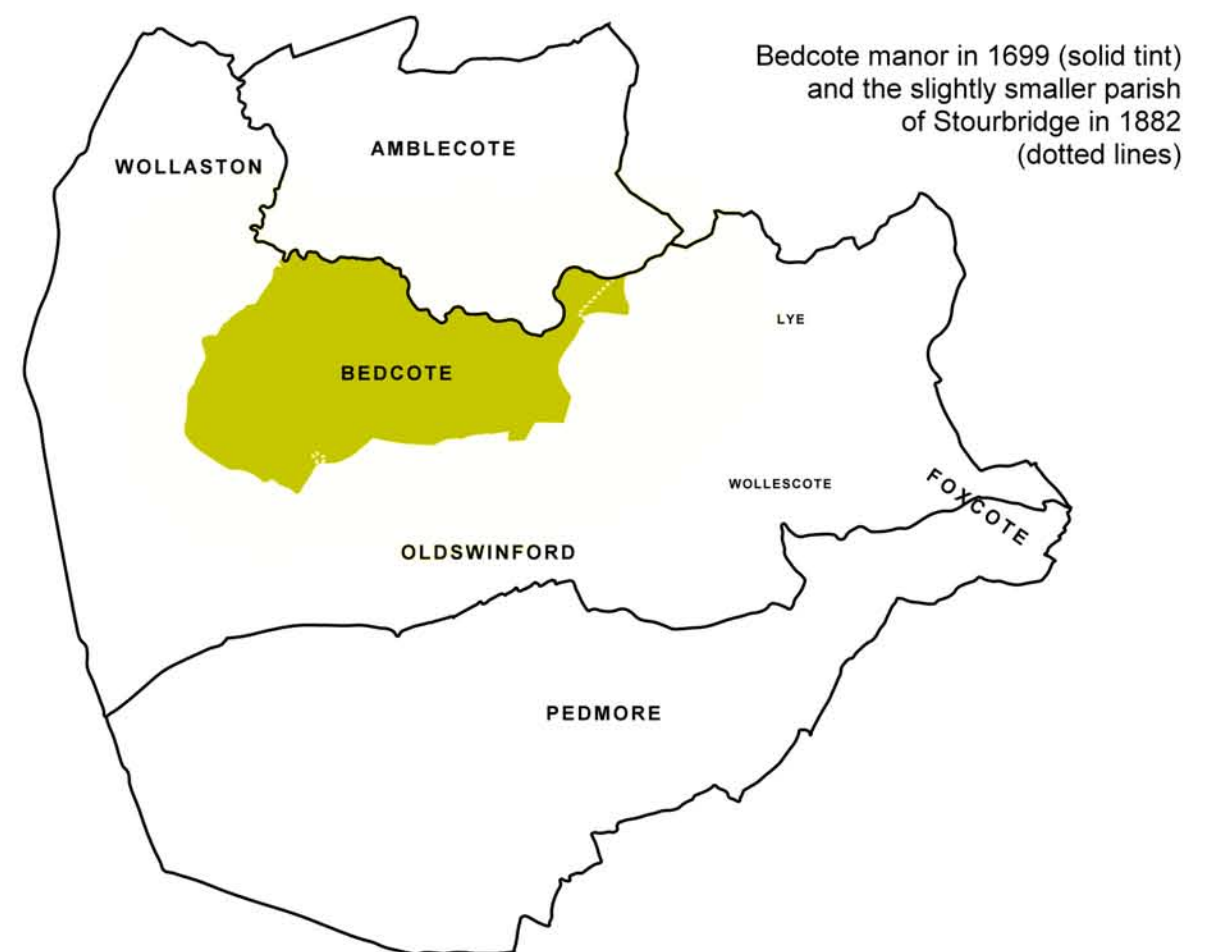 Bedcote manor in 1699 (solid tint)
and the slightly smaller parish
of Stourbridge in 1882
(dotted lines)
AMBLECOTE
WOLLASTON
LYE
BEDCOTE
WOLLESCOTE
FOXCOTE
OLDSWINFORD
PEDMORE